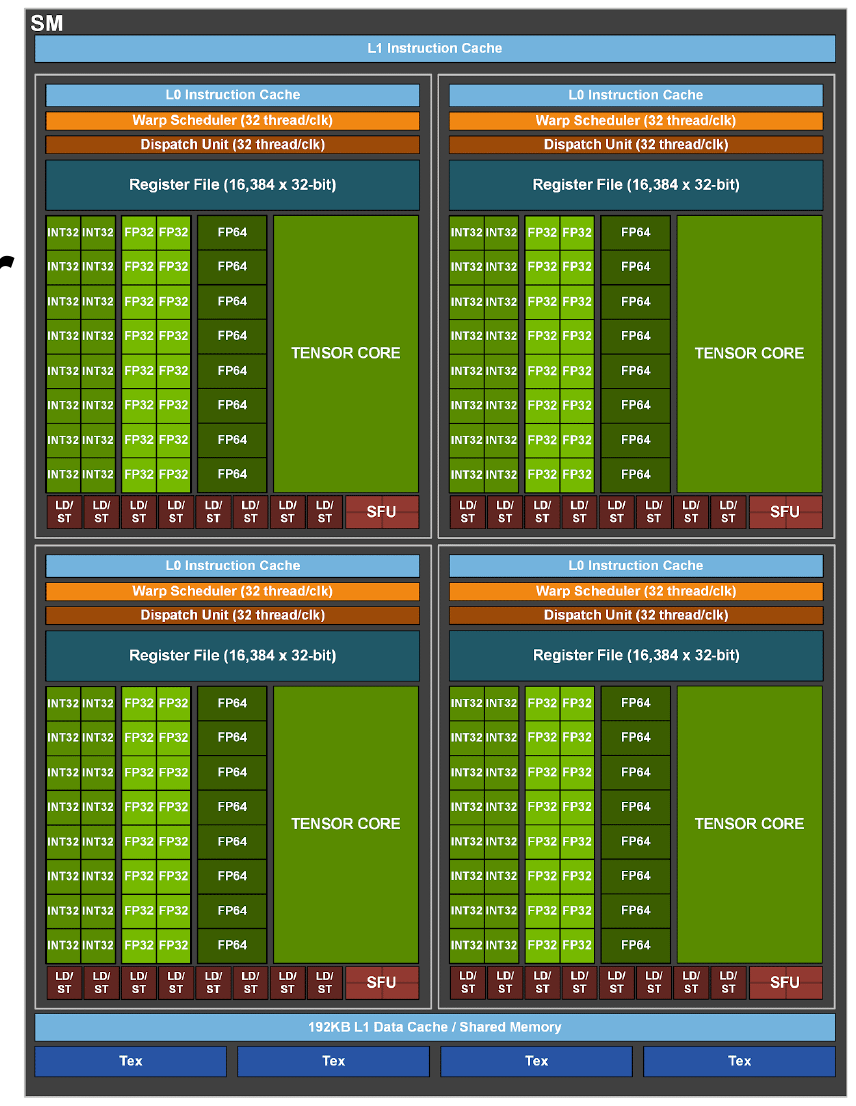 SM
L1 Instruction Cache
L0 Instruction Cache
Warp Scheduler (32 thread/clk)
Dispatch Unit (32 thread/clk)
Register File (16,384 x 32-bit)
INT32 INT32 FP32 FP32 FP64
INT32 INT32 FP32 FP32 FP64
INT32 INT32 FP32 FP32 FP64
INT32 INT32 FP32 FP32 FP64
INT32 INT32 FP32 FP32 FP64
INT32 INT32 FP32 FP32 FP64
INT32 INT32 FP32 FP32 FP64
INT32 INT32 FP32 FP32 FP64
TENSOR CORE
LD/ LD/ LD/ LD/ LD/ LD/ LD/ LD/
ST ST ST ST ST ST ST ST
SFU
L0 Instruction Cache
Warp Scheduler (32 thread/clk)
Dispatch Unit (32 thread/clk)
Register File (16,384 x 32-bit)
INT32 INT32 FP32 FP32 FP64
INT32 INT32 FP32 FP32 FP64
INT32 INT32 FP32 FP32 FP64
INT32 INT32 FP32 FP32 FP64
INT32 INT32 FP32 FP32 FP64
INT32 INT32 FP32 FP32 FP64
INT32 INT32 FP32 FP32 FP64
INT32 INT32 FP32 FP32 FP64
TENSOR CORE
LD/ LD/ LD/ LD/ LD/ LD/ LD/ LD/
ST ST ST ST ST ST ST ST
SFU
L0 Instruction Cache
Warp Scheduler (32 thread/clk)
Dispatch Unit (32 thread/clk)
Register File (16,384 x 32-bit)
INT32 INT32 FP32 FP32 FP64
INT32 INT32 FP32 FP32 FP64
INT32 INT32 FP32 FP32 FP64
INT32 INT32 FP32 FP32 FP64
INT32 INT32 FP32 FP32 FP64
INT32 INT32 FP32 FP32 FP64
INT32 INT32 FP32 FP32 FP64
INT32 INT32 FP32 FP32 FP64
TENSOR CORE
LD/ LD/ LD/ LD/ LD/ LD/ LD/ LD/
ST ST ST ST ST ST ST ST
SFU
L0 Instruction Cache
Warp Scheduler (32 thread/clk)
Dispatch Unit (32 thread/clk)
Register File (16,384 x 32-bit)
INT32 INT32 FP32 FP32 FP64
INT32 INT32 FP32 FP32 FP64
INT32 INT32 FP32 FP32 FP64
INT32 INT32 FP32 FP32 FP64
INT32 INT32 FP32 FP32 FP64
INT32 INT32 FP32 FP32 FP64
INT32 INT32 FP32 FP32 FP64
INT32 INT32 FP32 FP32 FP64
TENSOR CORE
LD/ LD/ LD/ LD/ LD/ LD/ LD/ LD/
ST ST ST ST ST ST ST ST
SFU
192KB L1 Data Cache / Shared Memory
Tex Tex Tex Tex